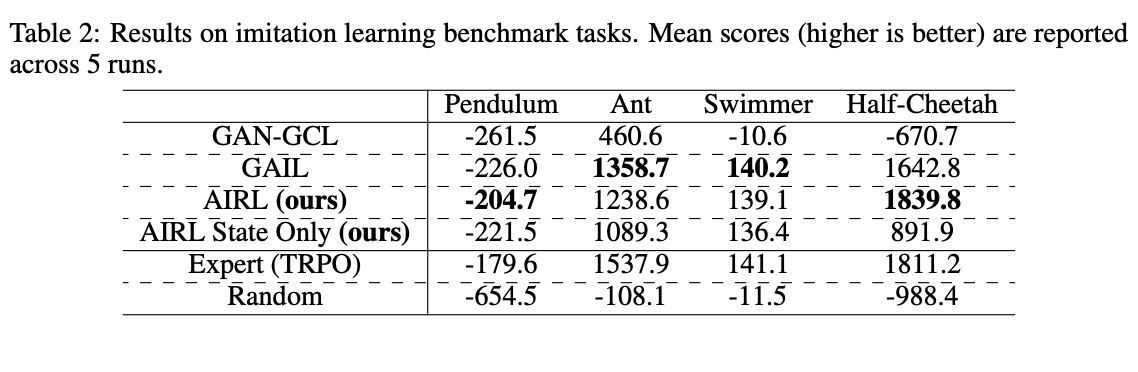 Table 2: Results on imitation learning benchmark tasks. Mean scores (higher is better) are reported
across 5 runs.
Pendulum Ant Swimmer Half-Cheetah
GAN-GCL -261.5 460.6 -10.6 -670.7
GAIL -226.0 1358.7 140.2 1642.8
AIRL (ours) -204.7 1238.6 139.1 1839.8
AIRL State Only (ours) -221.5 1089.3 136.4 891.9
Expert (TRPO) -179.6 1537.9 141.1 1811.2
Random -654.5 -108.1 -11.5 -988.4